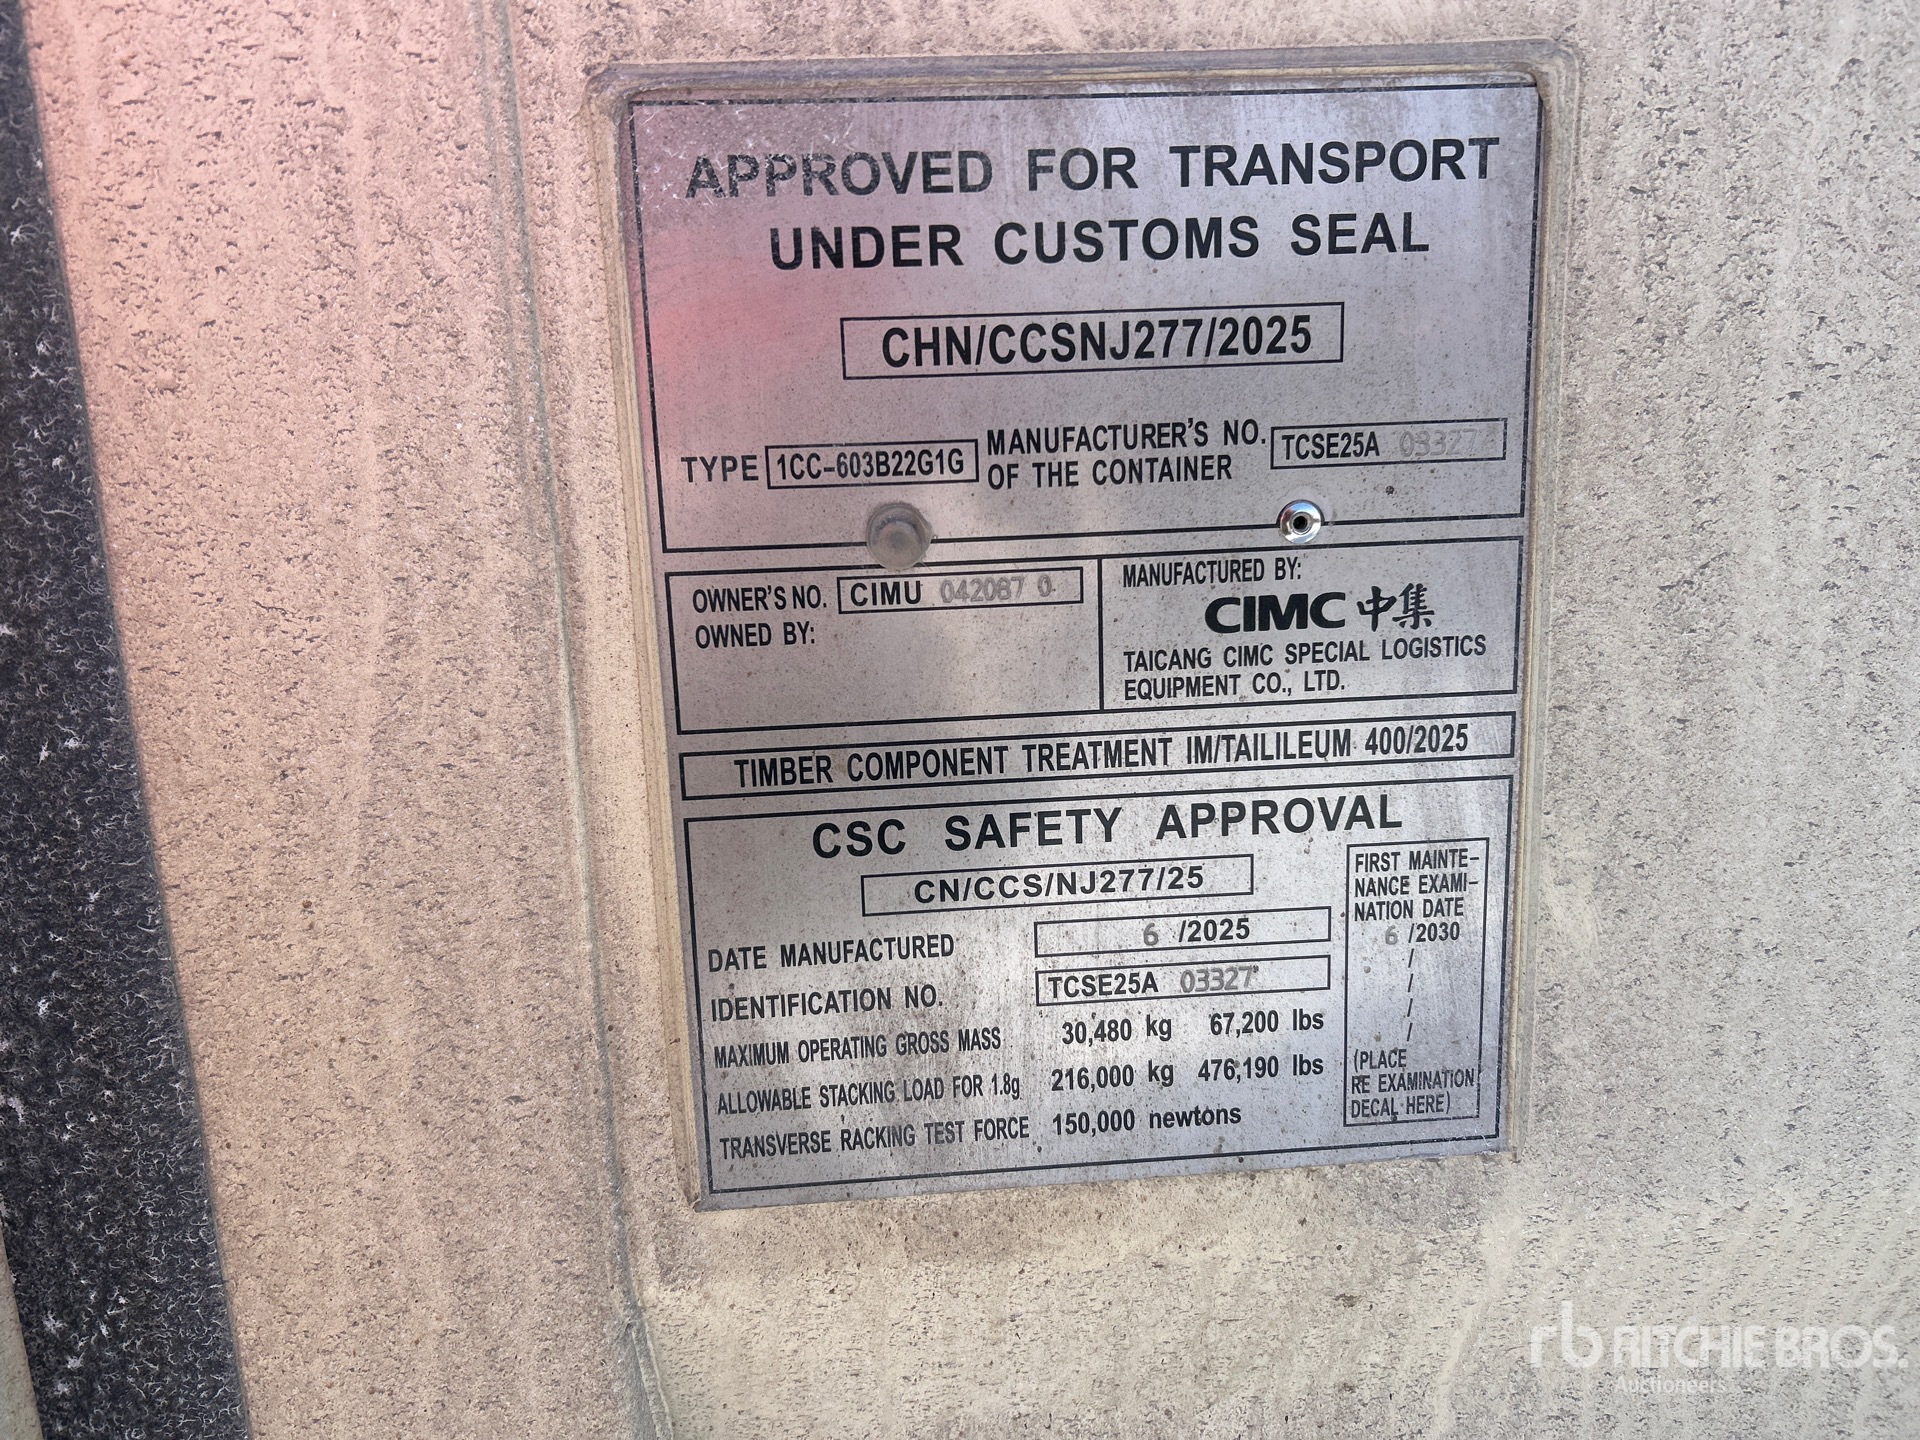 APPROVED FOR TRANSPORT
UNDER CUSTOMS SEAL
CHN/CCSNJ277/2025
TYPE 1CC-603B22G1G
MANUFACTURER'S NO.
OF THE CONTAINER
TCSE25A
OWNER'S NO. CIMU 042087 0
OWNED BY:
MANUFACTURED BY:
CIMC 中集
TAICANG CIMC SPECIAL LOGISTICS
EQUIPMENT CO., LTD.
TIMBER COMPONENT TREATMENT IM/TAILILEUM 400/2025
CSC SAFETY APPROVAL
CN/CCS/NJ277/25
DATE MANUFACTURED 6 /2025
IDENTIFICATION NO. TCSE25A
MAXIMUM OPERATING GROSS MASS 30,480 kg 67,200 lbs
ALLOWABLE STACKING LOAD FOR 1.8g 216,000 kg 476,190 lbs
TRANSVERSE RACKING TEST FORCE 150,000 newtons
FIRST MAINTE-
NANCE EXAMI-
NATION DATE
6 /2030
/
/
/
/
(PLACE
RE EXAMINATION
DECAL HERE)
rb RITCHIE BROS.
Auctioneers